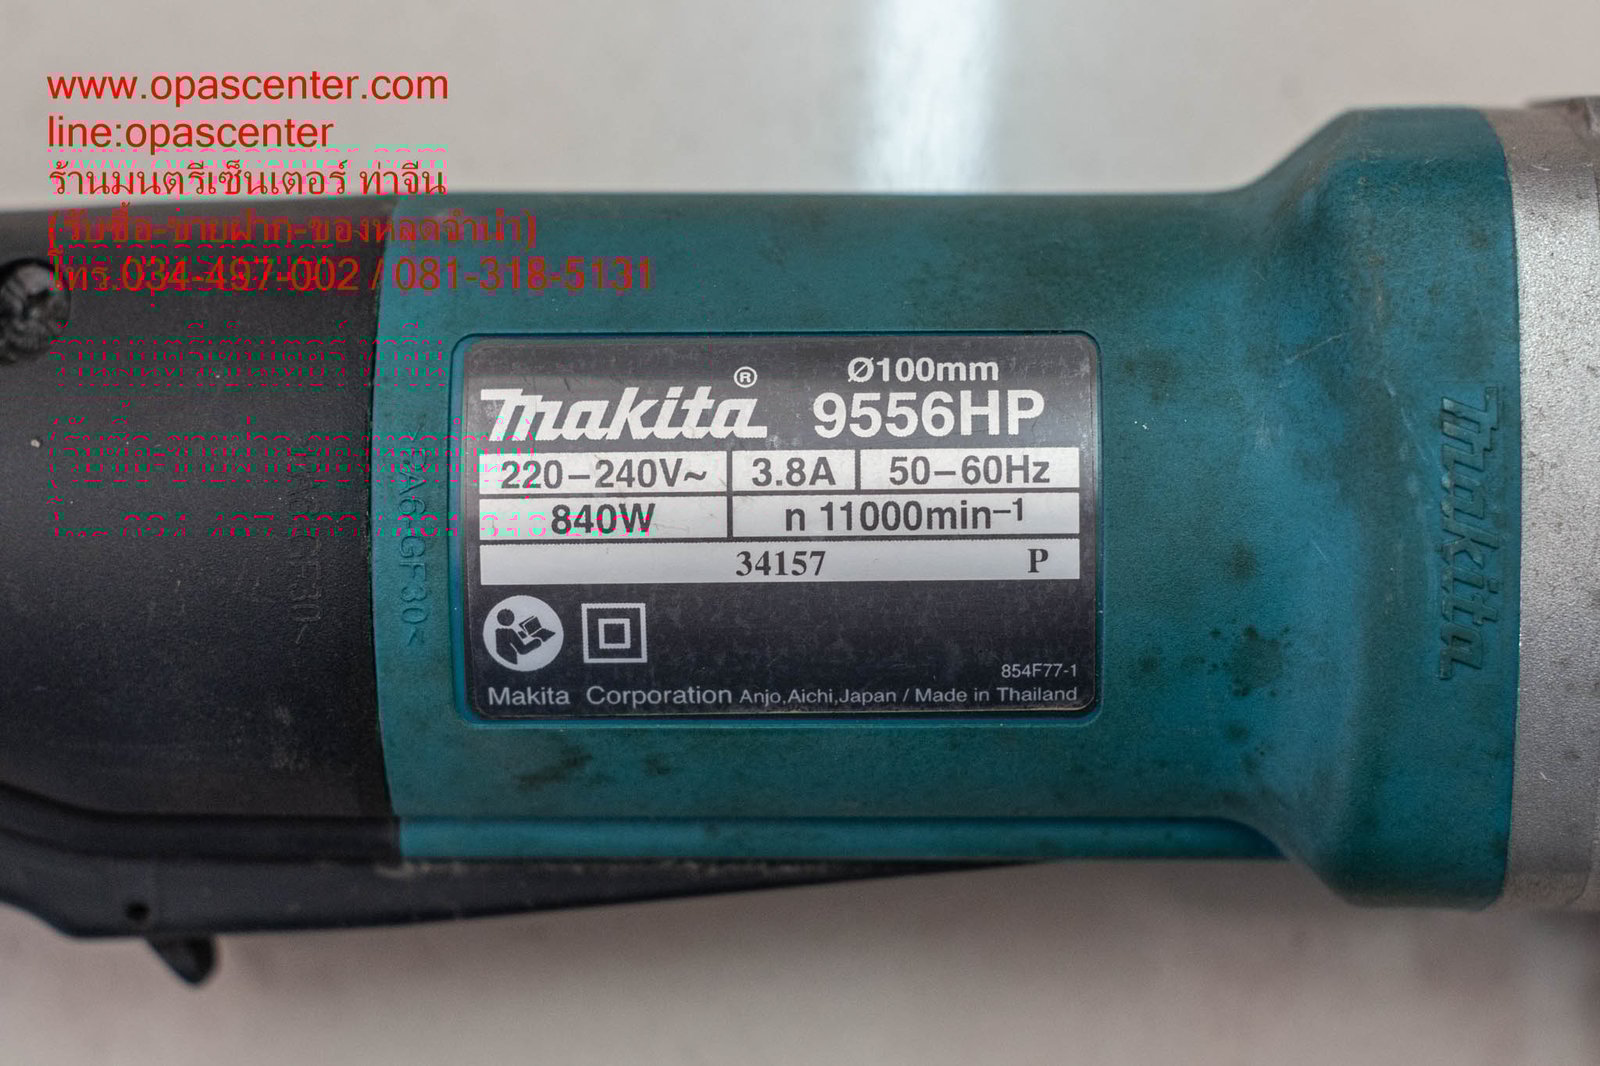 www.opascenter.com
line:opascenter
ร้านมนตรีเซ็นเตอร์ ท่าจีน
(รับซื้อ-ขายฝาก-ของหลุดจำนำ)
โทร.034-497-002 / 081-318-5131
Makita® Ø100mm
9556HP
220–240V~ 3.8A 50–60Hz
840W n 11000min⁻¹
34157 P
854F77-1
Makita Corporation Anjo,Aichi,Japan / Made in Thailand
>PA6-GF30<
Makita